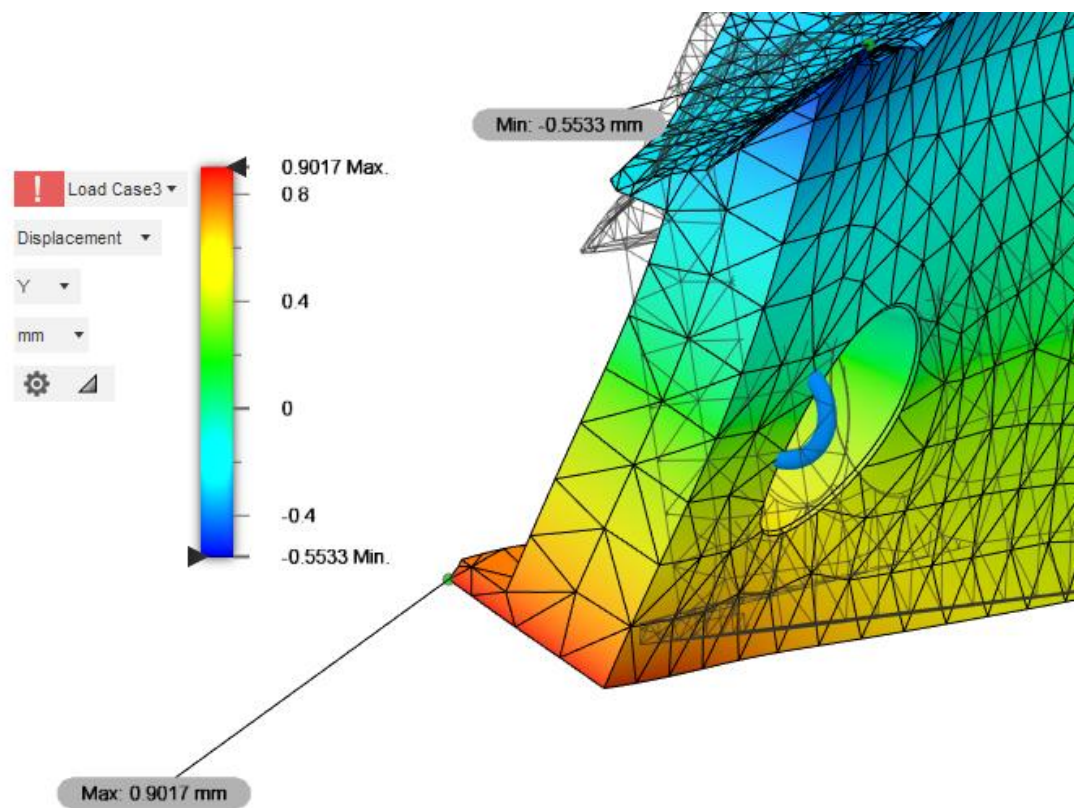 Min: -0.5533 mm
0.9017 Max.
! Load Case3
0.8
Displacement
Y
0.4
mm
0
-0.4
-0.5533 Min.
Max: 0.9017 mm